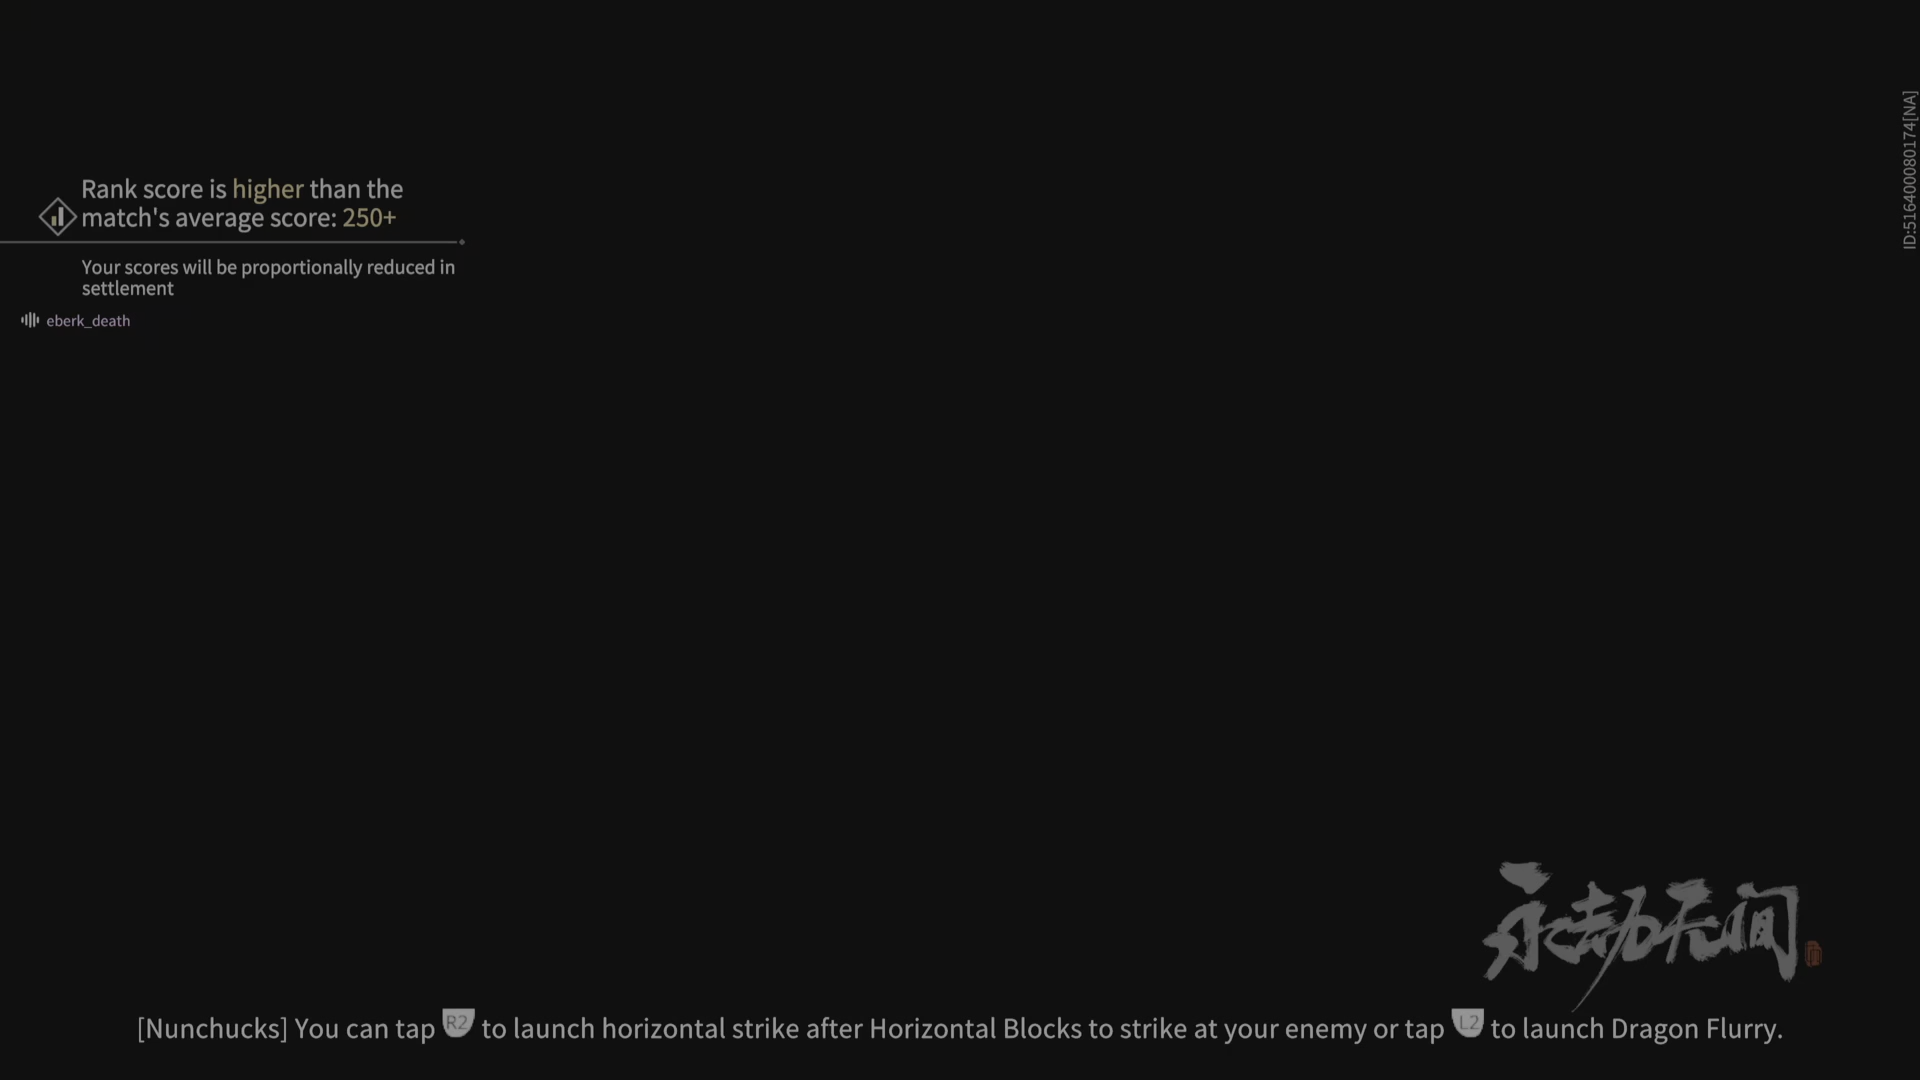 Rank score is higher than the
match's average score: 250+
Your scores will be proportionally reduced in
settlement
eberk_death
ID:5164000080174[NA]
永劫无间
[Nunchucks] You can tap R2 to launch horizontal strike after Horizontal Blocks to strike at your enemy or tap L2 to launch Dragon Flurry.